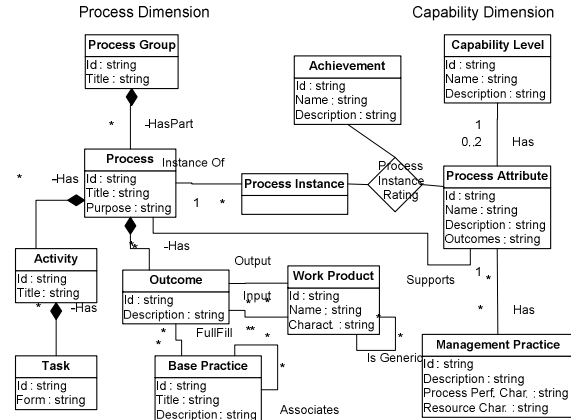 Process Dimension
Capability Dimension
Process Group
Id : string
Title : string
Achievement
Id : string
Name : string
Description : string
Capability Level
Id : string
Name : string
Description : string
*
-HasPart
1
0..2
Has
Process
Id : string
Title : string
Purpose : string
Instance Of
1
*
Process Instance
Process
Instance
Rating
Process Attribute
Id : string
Name : string
Description : string
Outcomes : string
*
-Has
**
-Has
Supports
1
*
*
Has
Activity
Id : string
Title : string
*
-Has
Task
Id : string
Form : string
Outcome
Id : string
Description : string
Output
Input
*
*
**
Work Product
Id : string
Name : string
Charact. : string
*
*
Is Generic
FullFill
*
*
Base Practice
Id : string
Title : string
Description : string
*
*
Associates
Management Practice
Id : string
Description : string
Process Perf. Char. : string
Resource Char. : string